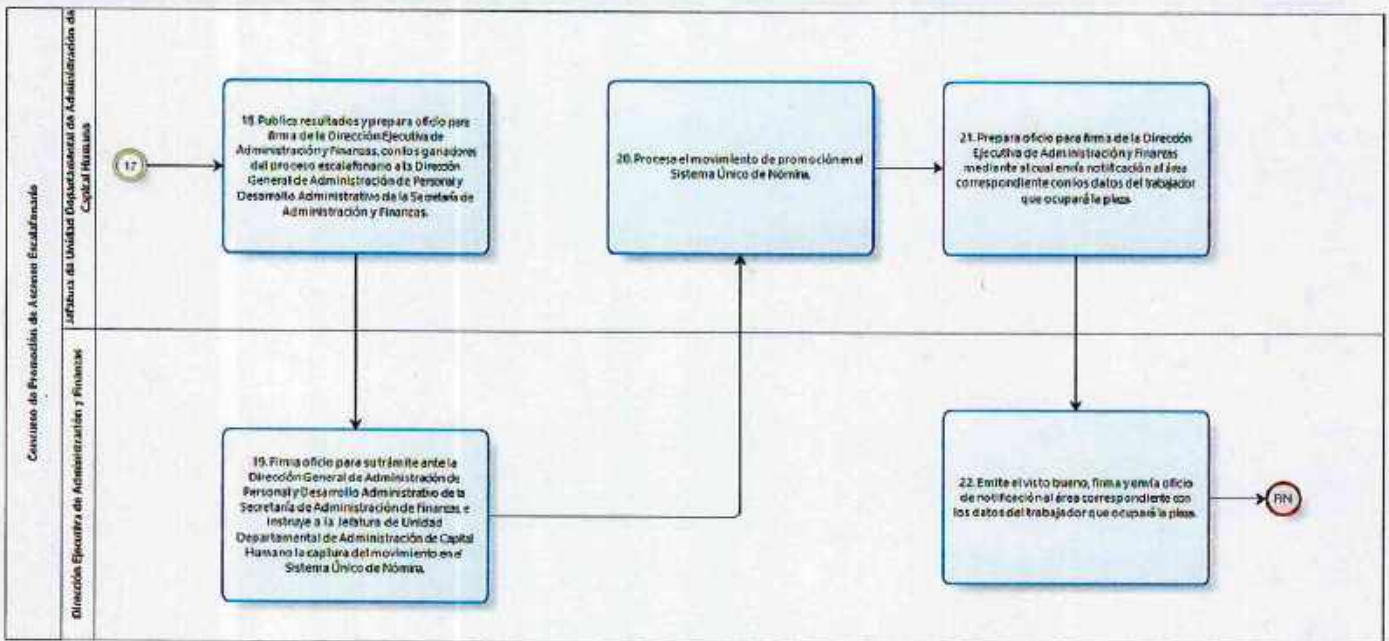 Concurso de Promoción de Ascenso Escalafonario
Jefatura de Unidad Departamental de Administración de
Capital Humano
17
18. Publica resultados y prepara oficio para
firma de la Dirección Ejecutiva de
Administración y Finanzas, con los ganadores
del proceso escalafonario a la Dirección
General de Administración de Personal y
Desarrollo Administrativo de la Secretaría de
Administración y Finanzas.
20. Procesa el movimiento de promoción en el
Sistema Único de Nómina.
21. Prepara oficio para firma de la Dirección
Ejecutiva de Administración y Finanzas
mediante el cual envía notificación al área
correspondiente con los datos del trabajador
que ocupará la plaza.
Dirección Ejecutiva de Administración y Finanzas
19. Firma oficio para su trámite ante la
Dirección General de Administración de
Personal y Desarrollo Administrativo de la
Secretaría de Administración de Finanzas e
instruye a la Jefatura de Unidad
Departamental de Administración de Capital
Humano la captura del movimiento en el
Sistema Único de Nómina.
22. Emite el visto bueno, firma y envía oficio
de notificación al área correspondiente con
los datos del trabajador que ocupará la plaza.
FIN